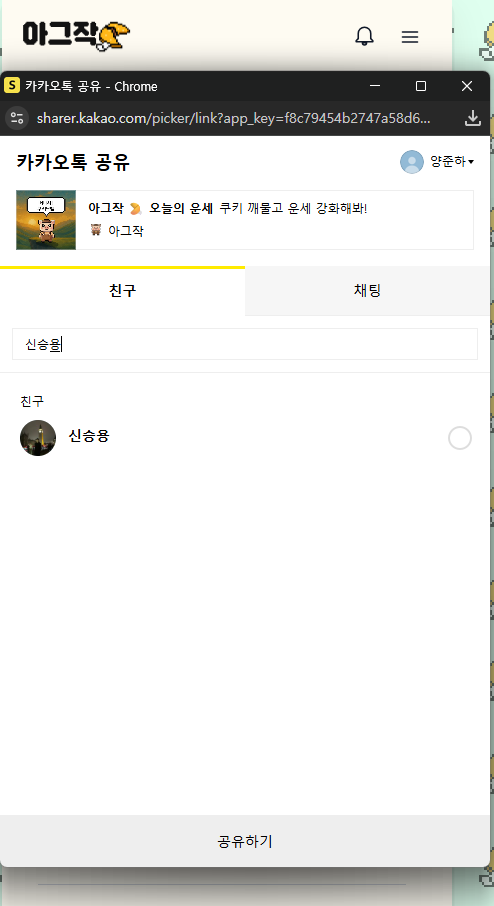 아그작
S 카카오톡 공유 - Chrome
sharer.kakao.com/picker/link?app_key=f8c79454b2747a58d6...
카카오톡 공유
양준하
아그작 🥠 오늘의 운세 쿠키 깨물고 운세 강화해봐!
아그작
친구
채팅
신승용
친구
신승용
공유하기